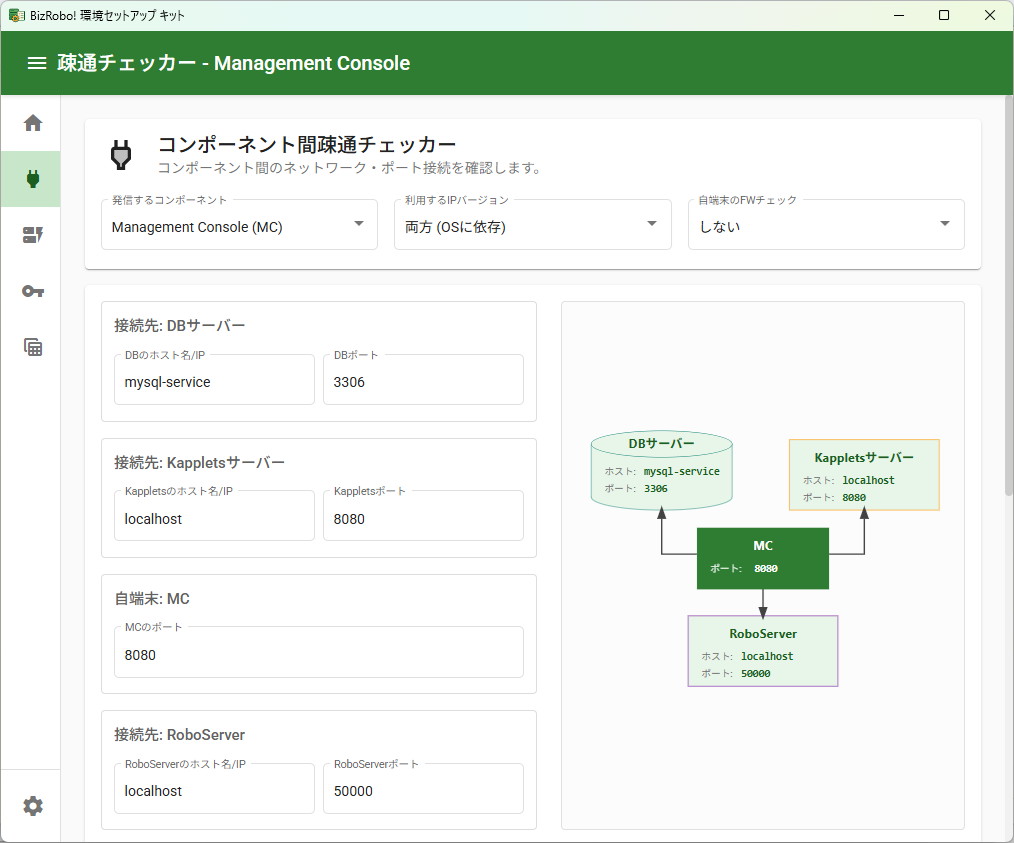 BizRobo! 環境セットアップ キット
疎通チェッカー - Management Console
コンポーネント間疎通チェッカー
コンポーネント間のネットワーク・ポート接続を確認します。
発信するコンポーネント
Management Console (MC)
利用するIPバージョン
両方 (OSに依存)
自端末のFWチェック
しない
接続先: DBサーバー
DBのホスト名/IP
mysql-service
DBポート
3306
接続先: Kappletsサーバー
Kappletsのホスト名/IP
localhost
Kappletsポート
8080
自端末: MC
MCのポート
8080
接続先: RoboServer
RoboServerのホスト名/IP
localhost
RoboServerポート
50000
DBサーバー
ホスト: mysql-service
ポート: 3306
Kappletsサーバー
ホスト: localhost
ポート: 8080
MC
ポート: 8080
RoboServer
ホスト: localhost
ポート: 50000